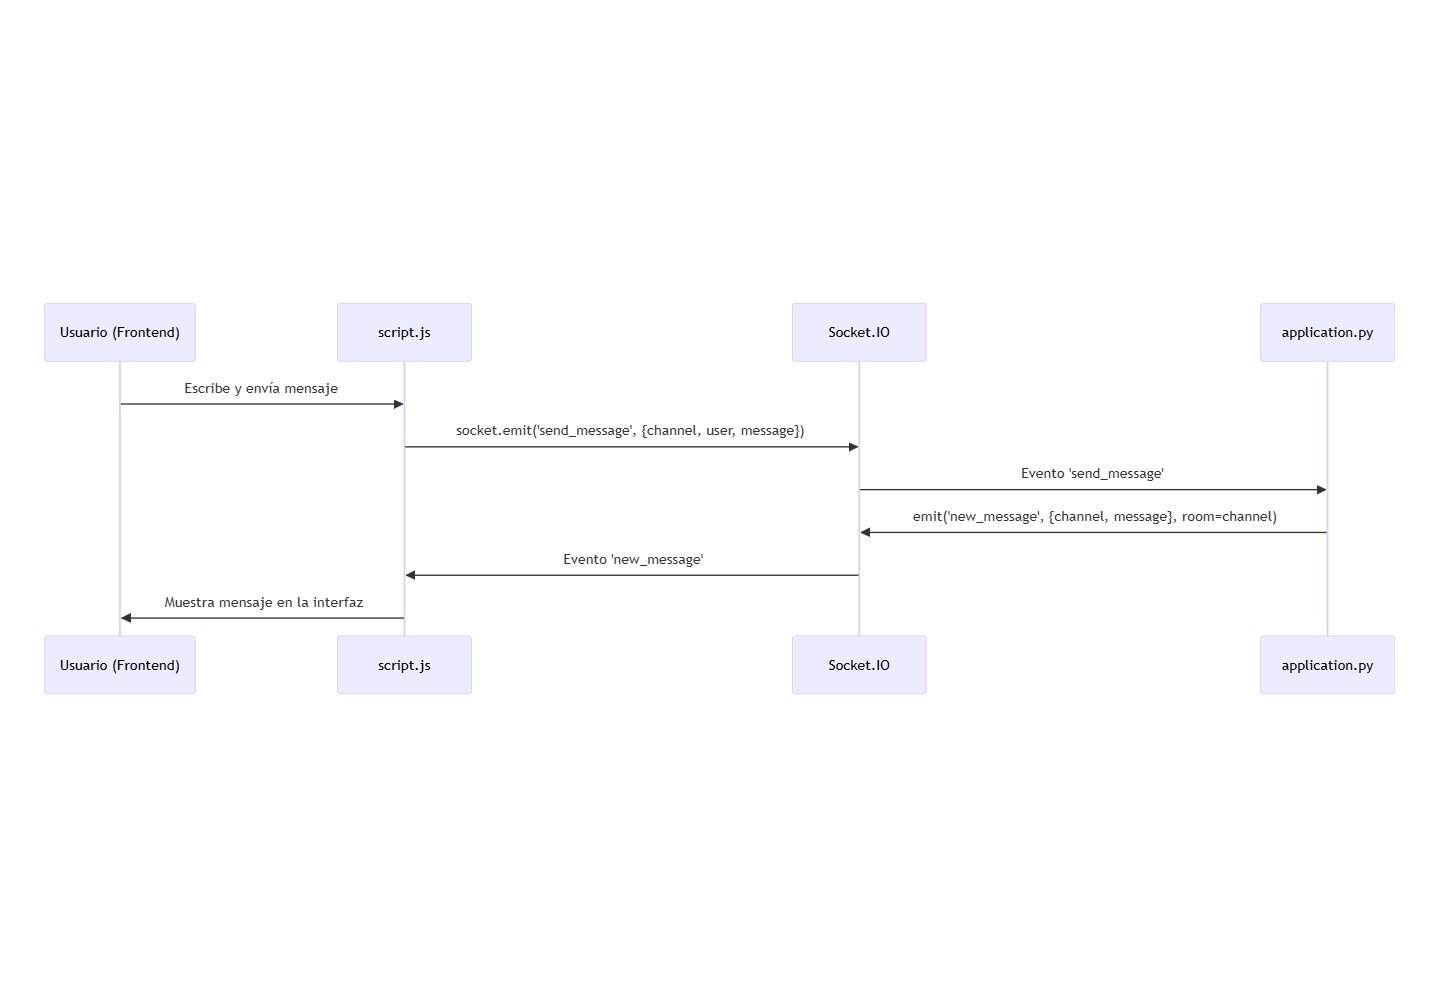 Usuario (Frontend)
script.js
Socket.IO
application.py
Escribe y envía mensaje
socket.emit('send_message', {channel, user, message})
Evento 'send_message'
emit('new_message', {channel, message}, room=channel)
Evento 'new_message'
Muestra mensaje en la interfaz
Usuario (Frontend)
script.js
Socket.IO
application.py